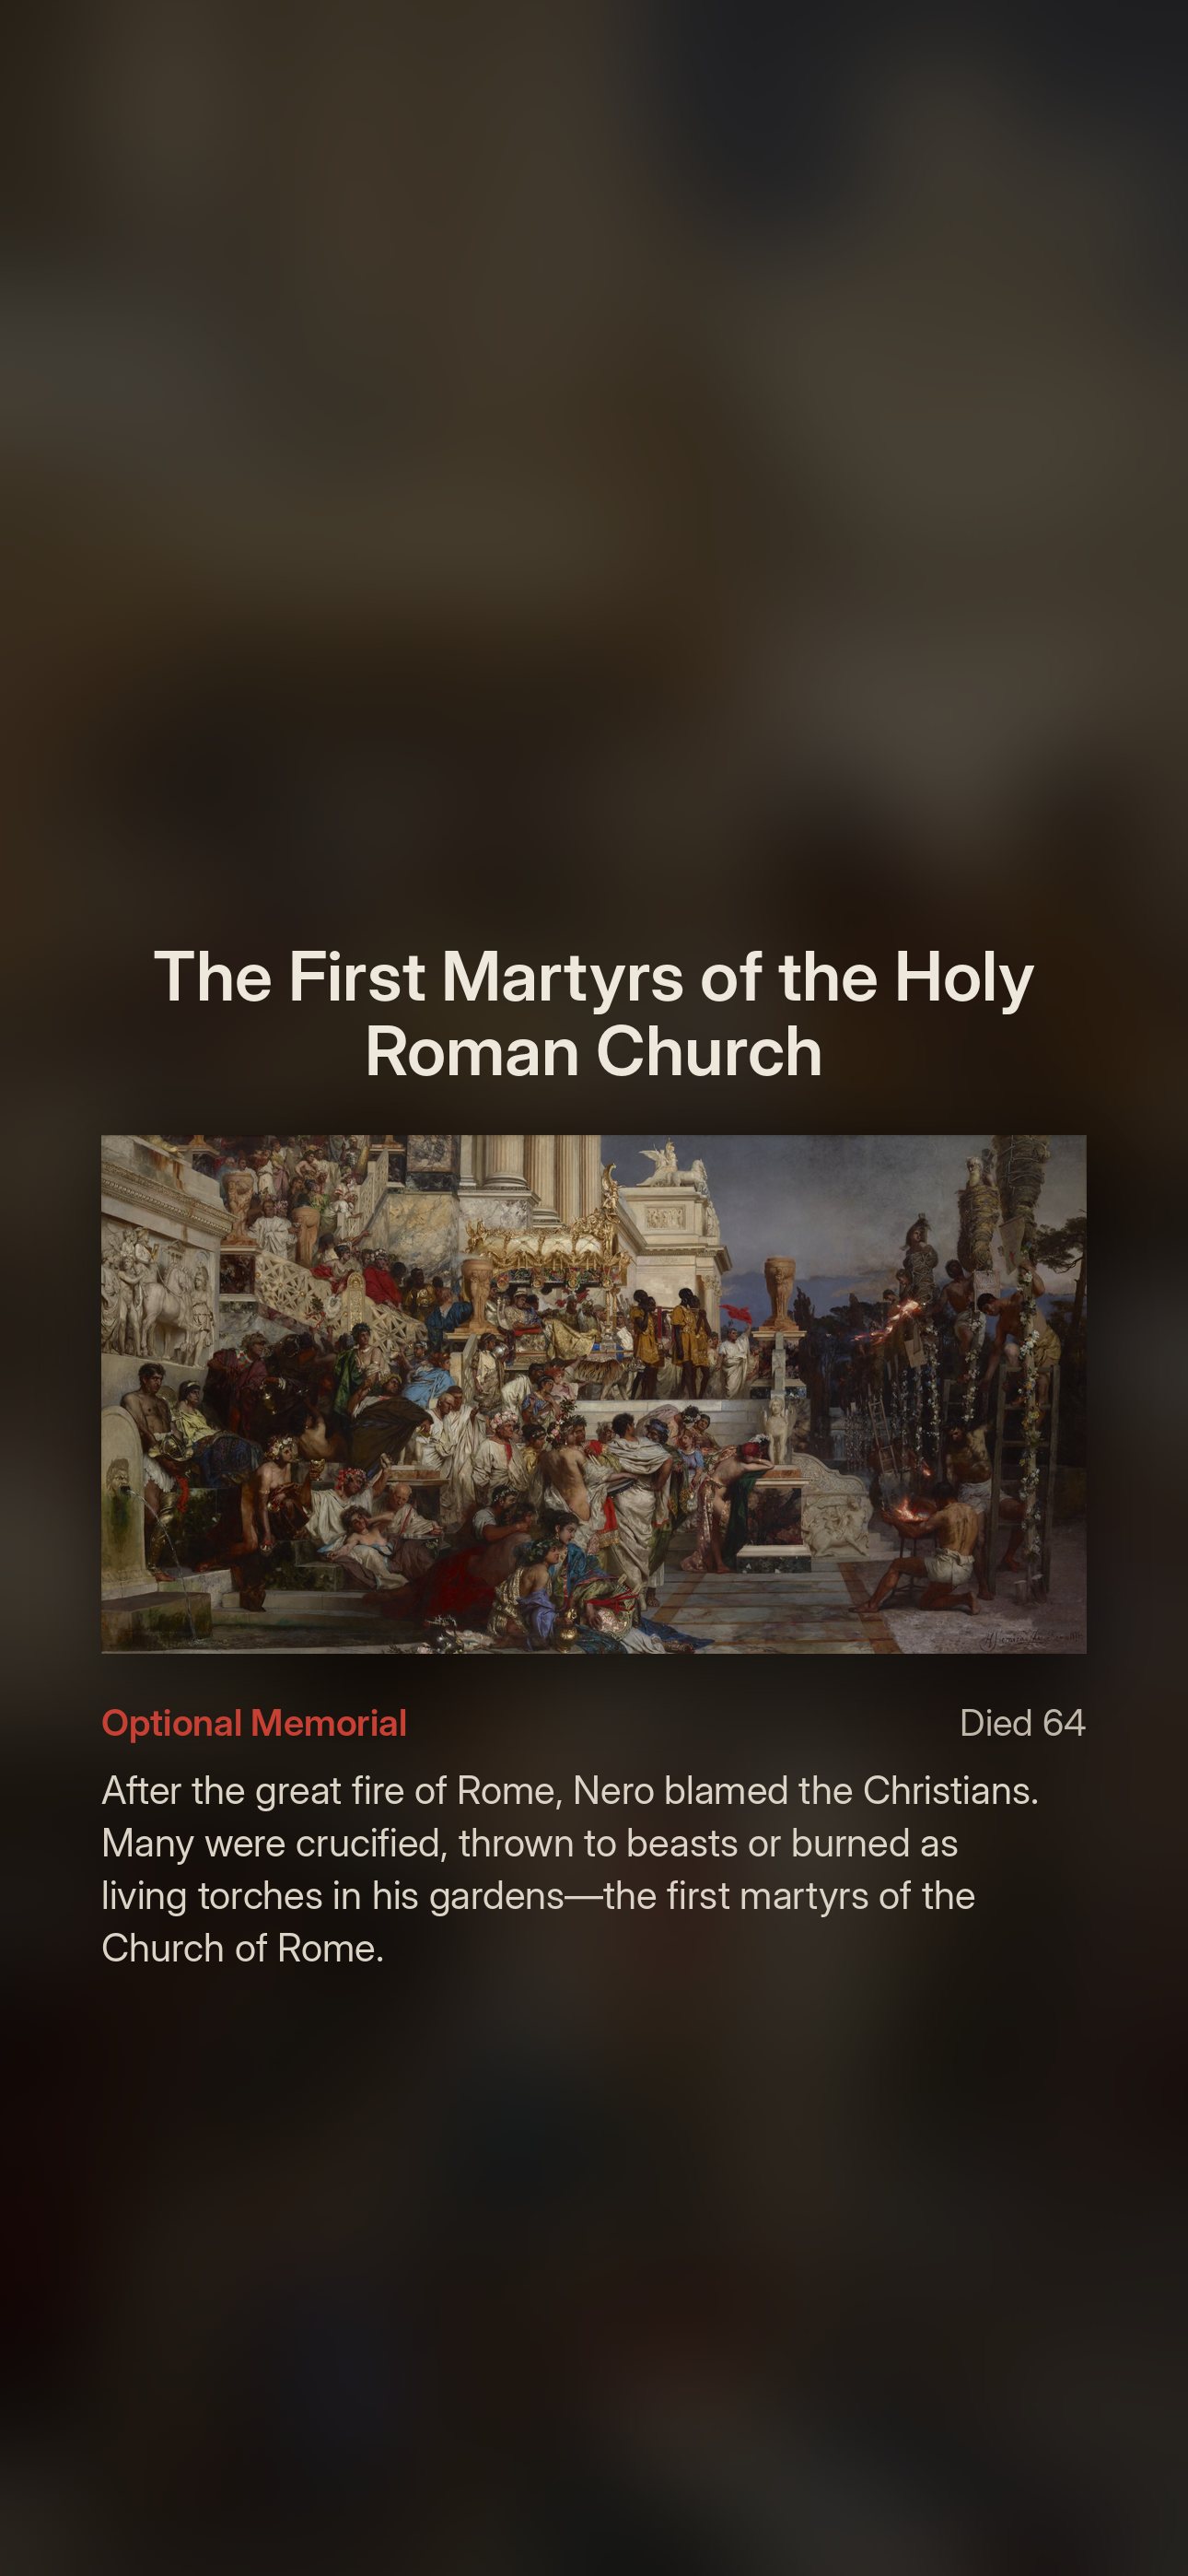 The First Martyrs of the Holy
Roman Church
Optional Memorial
Died 64
After the great fire of Rome, Nero blamed the Christians.
Many were crucified, thrown to beasts or burned as
living torches in his gardens—the first martyrs of the
Church of Rome.